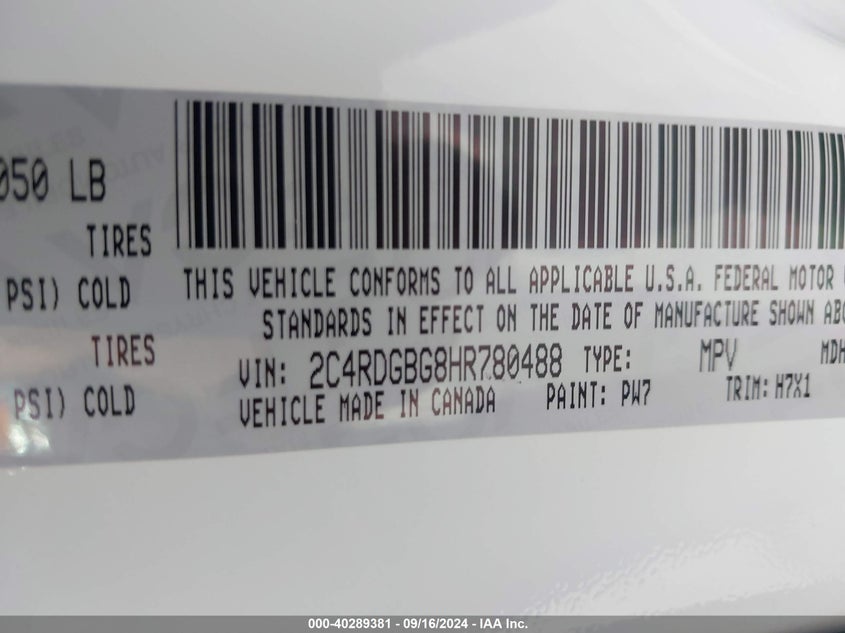 050 LB
TIRES
PSI) COLD
TIRES
PSI) COLD
THIS VEHICLE CONFORMS TO ALL APPLICABLE U.S.A. FEDERAL MOTOR
STANDARDS IN EFFECT ON THE DATE OF MANUFACTURE SHOWN ABO
VIN: 2C4RDGBG8HR780488 TYPE: MPV MDH
VEHICLE MADE IN CANADA PAINT: PW7 TRIM: H7X1
000-40289381 - 09/16/2024 - IAA Inc.